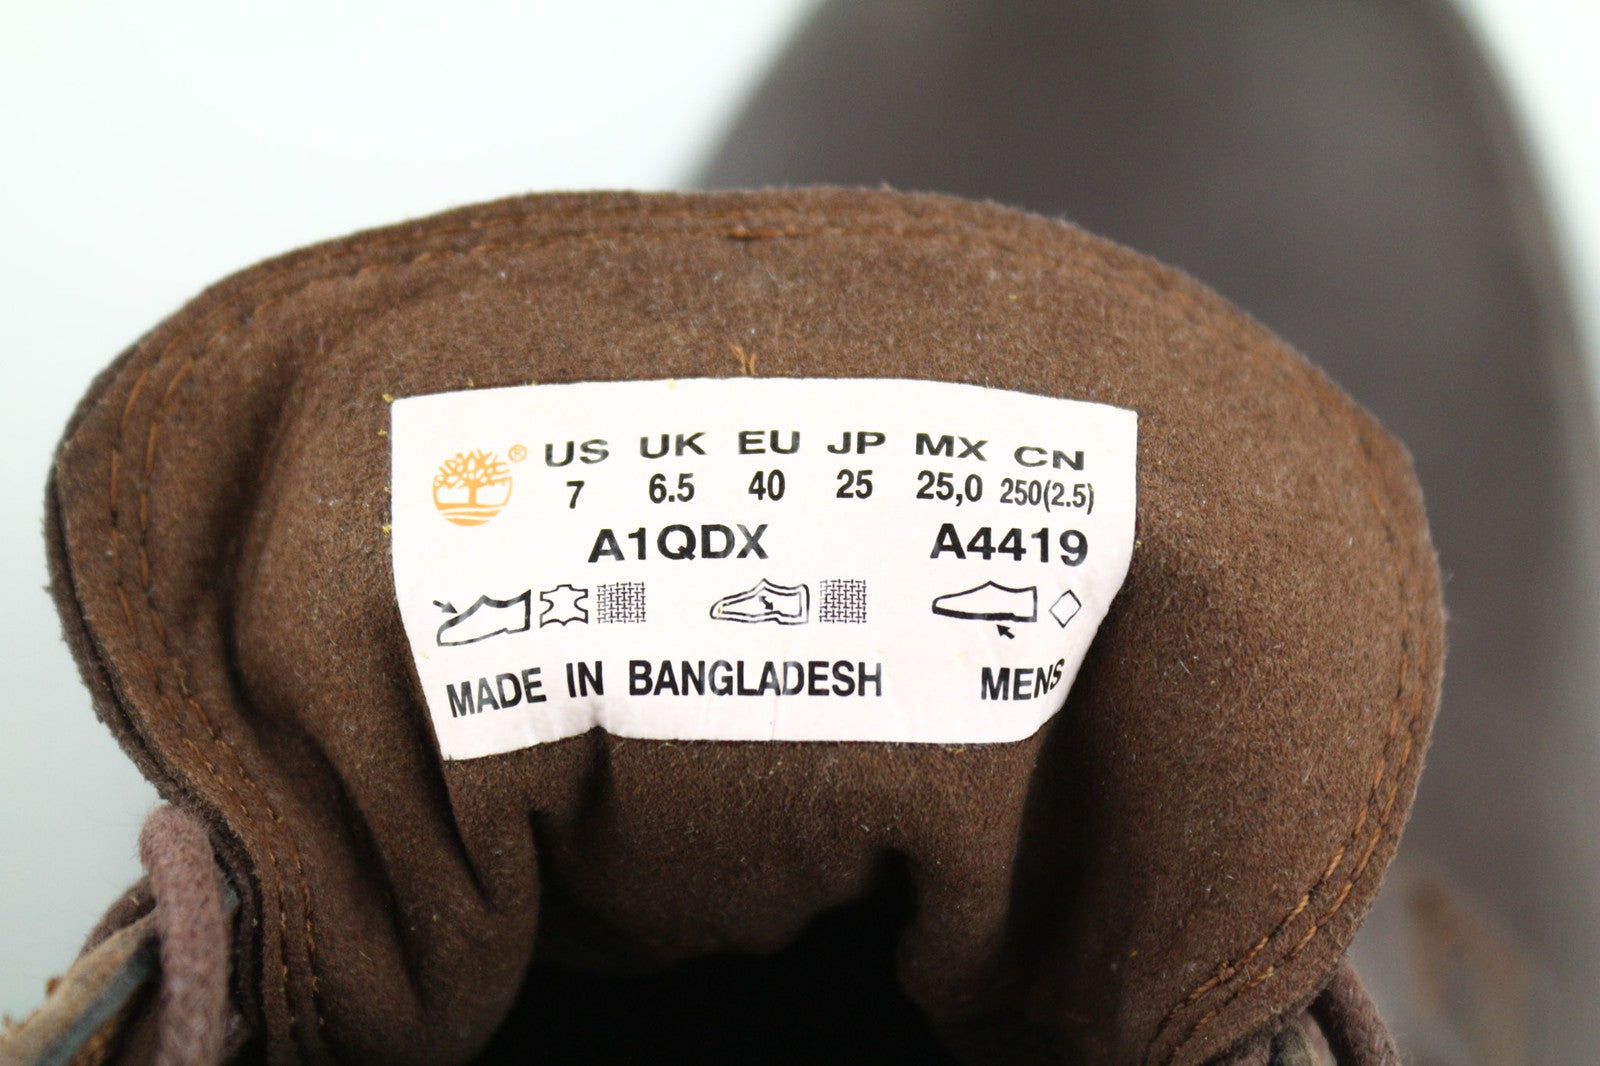 ® US UK EU JP MX CN
7 6.5 40 25 25,0 250(2.5)
A1QDX A4419
MADE IN BANGLADESH MENS